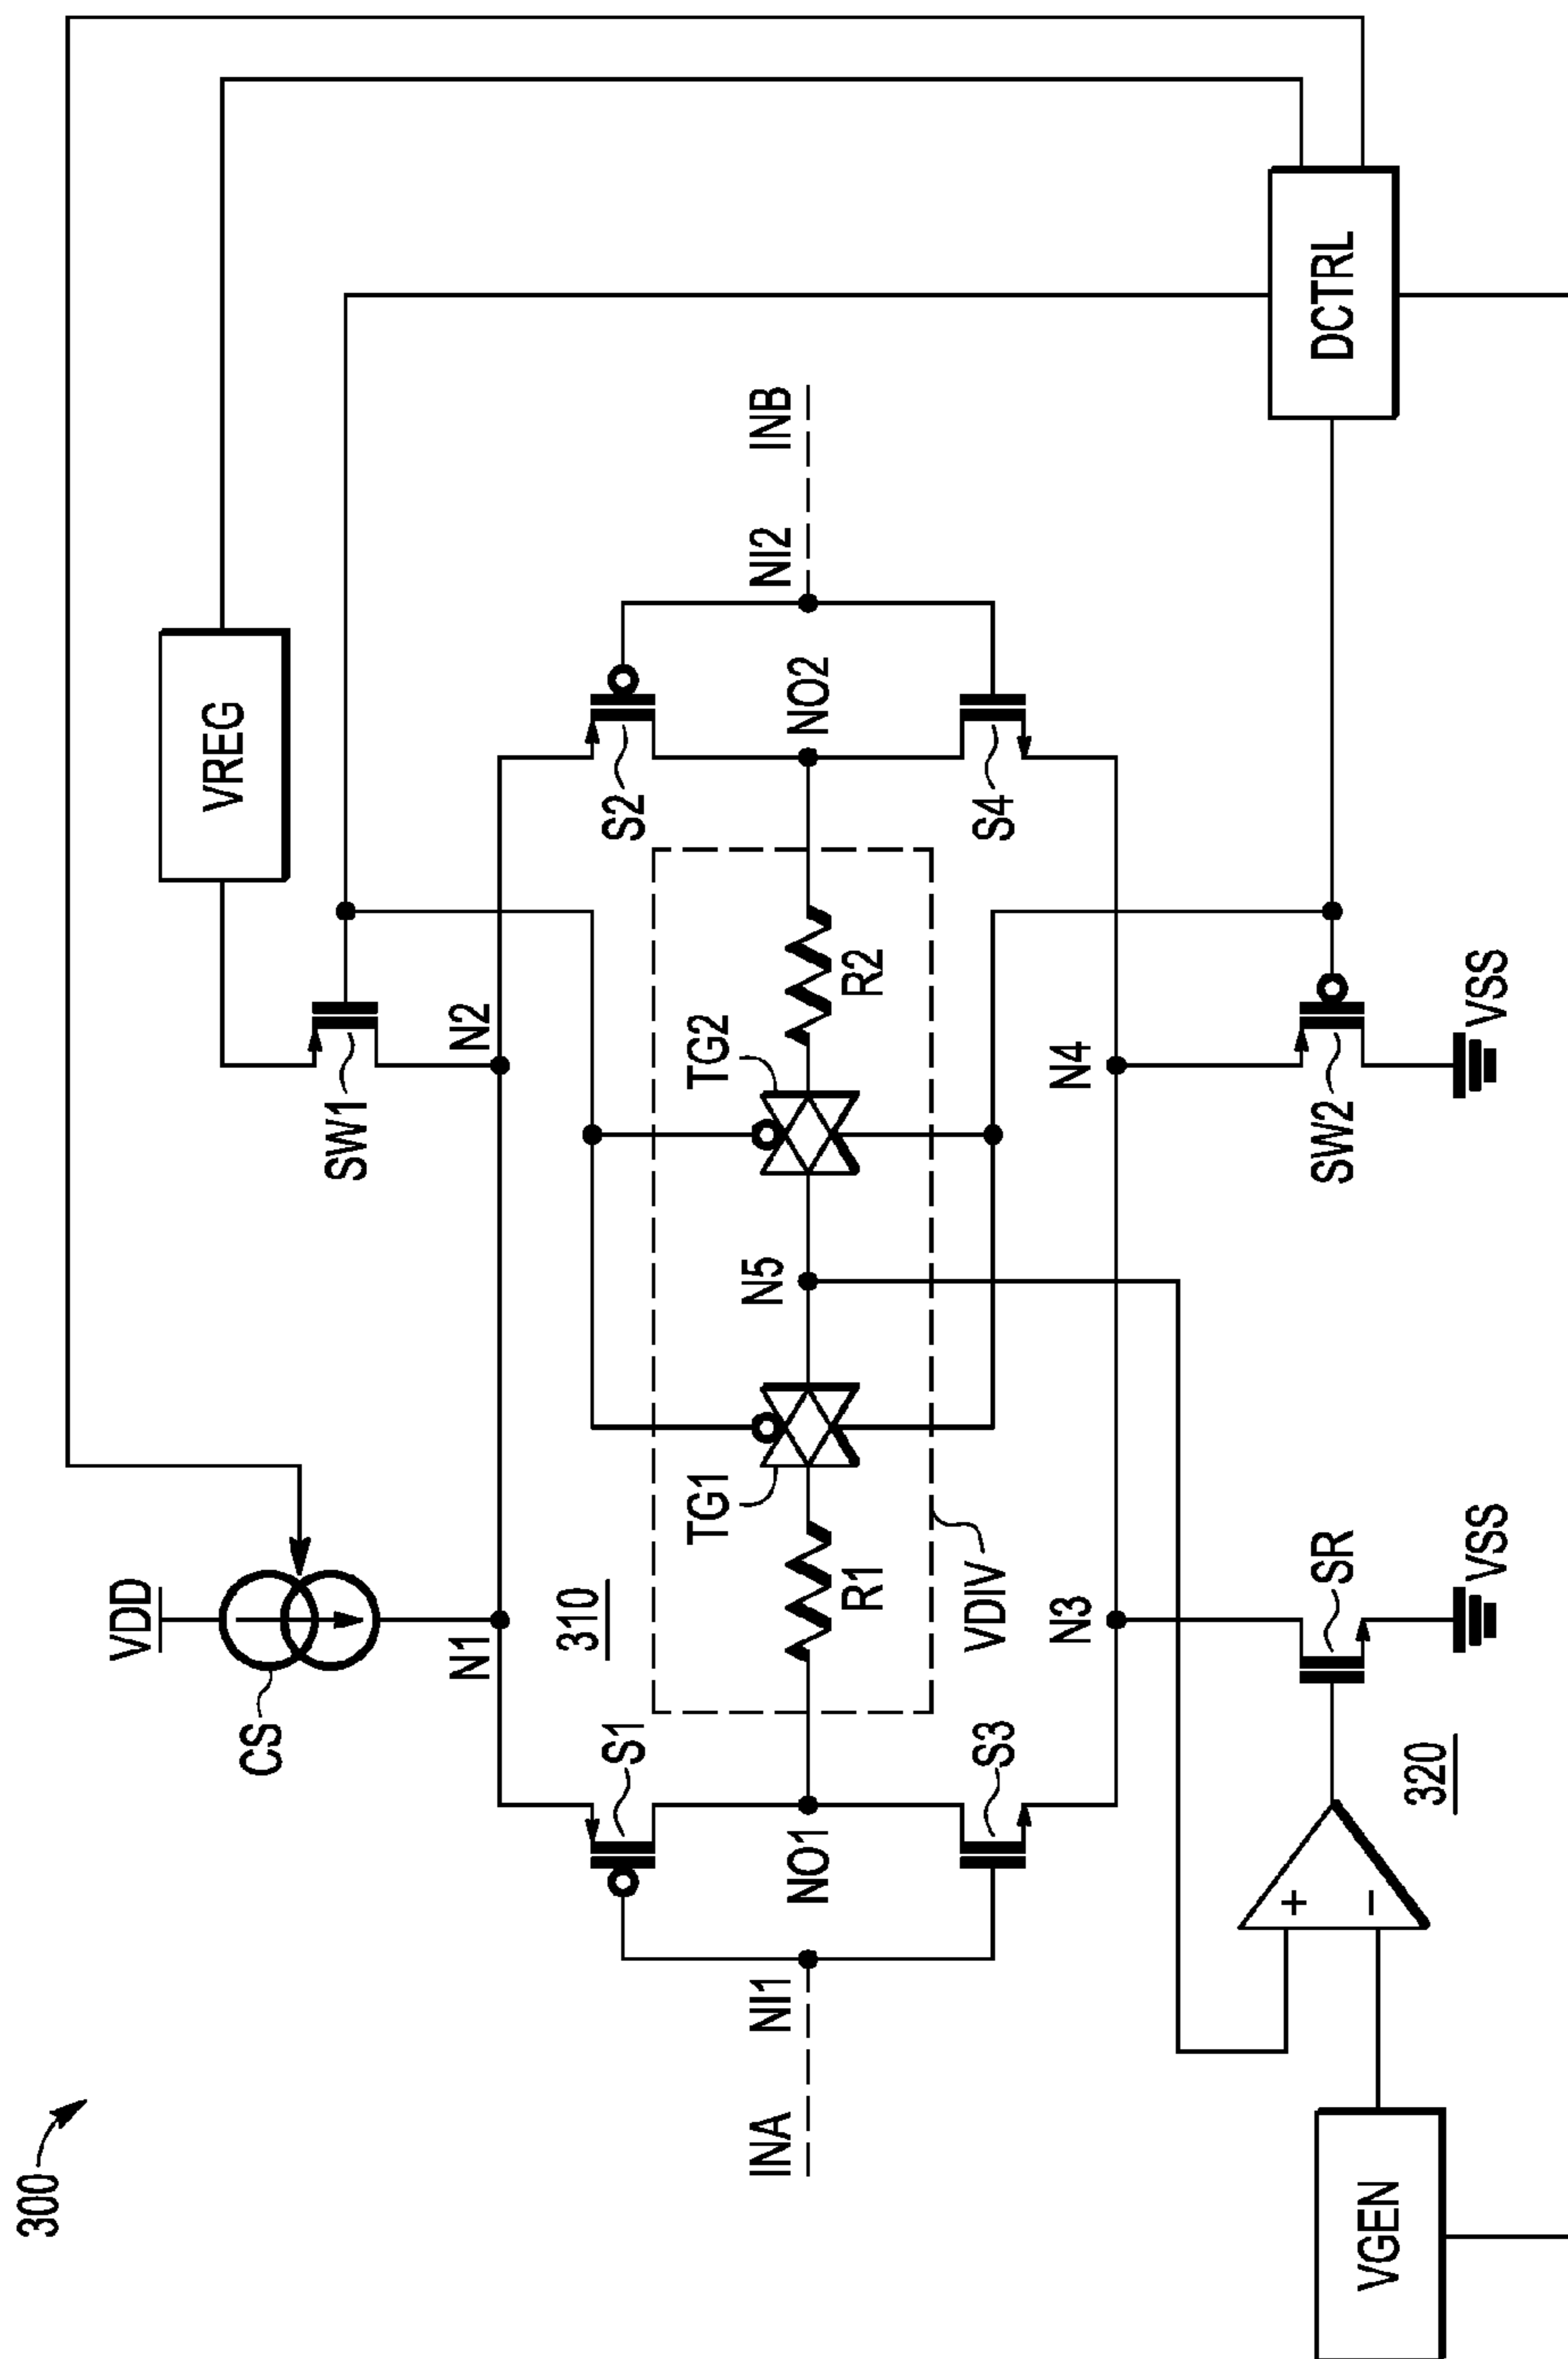 300
VDD
CS
VREG
SW1
N1
N2
310
S1
S2
TG1
TG2
INA
NI1
NO1
R1
N5
R2
NO2
NI2
INB
VDIV
S3
S4
N3
N4
SR
SW2
DCTRL
+
−
VGEN
320
VSS
VSS